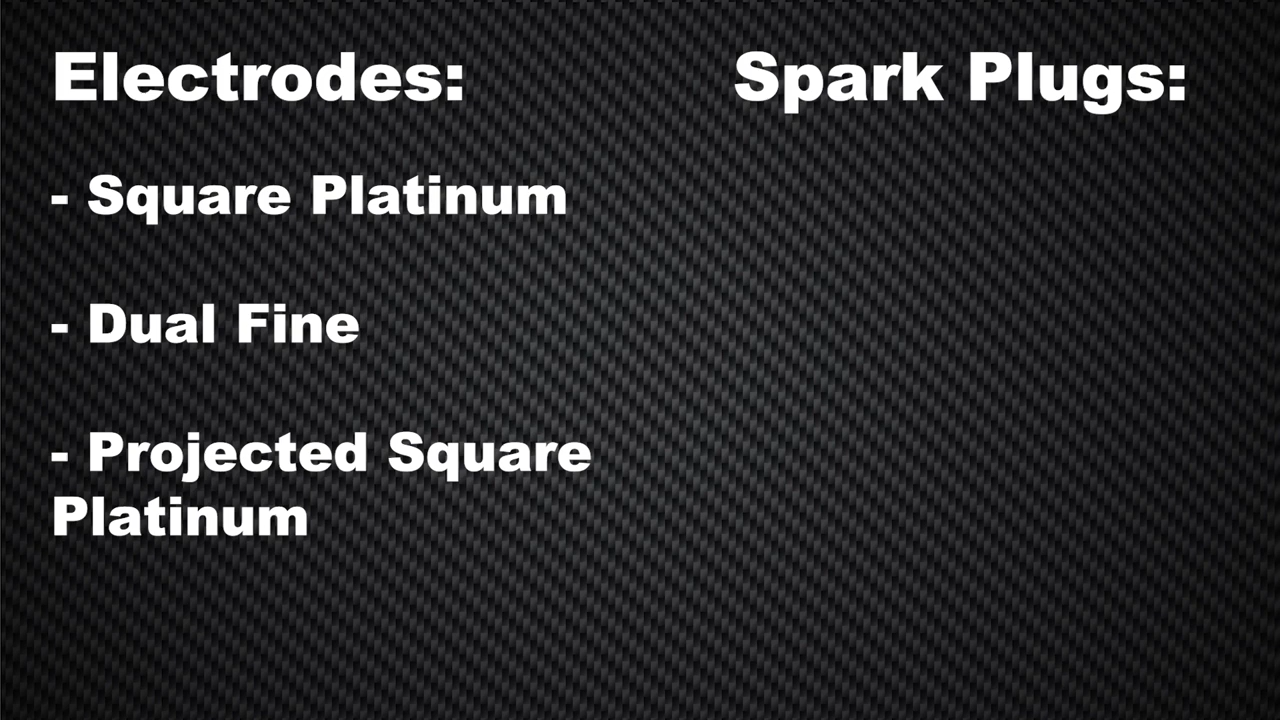 Electrodes:
Spark Plugs:
- Square Platinum
- Dual Fine
- Projected Square
Platinum